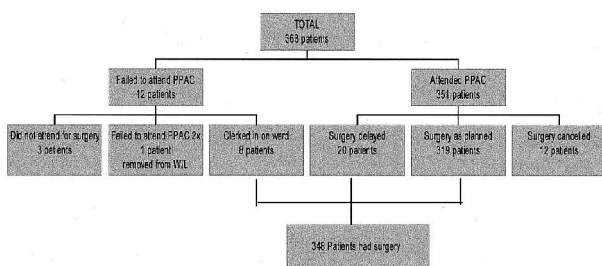 TOTAL
363 patients
Failed to attend PPAC
12 patients
Attended PPAC
351 patients
Did not attend for surgery
3 patients
Failed to attend PPAC 2x
1 patient
removed from W/L
Clerked in on ward
8 patients
Surgery delayed
20 patients
Surgery as planned
319 patients
Surgery cancelled
12 patients
Patients had surgery